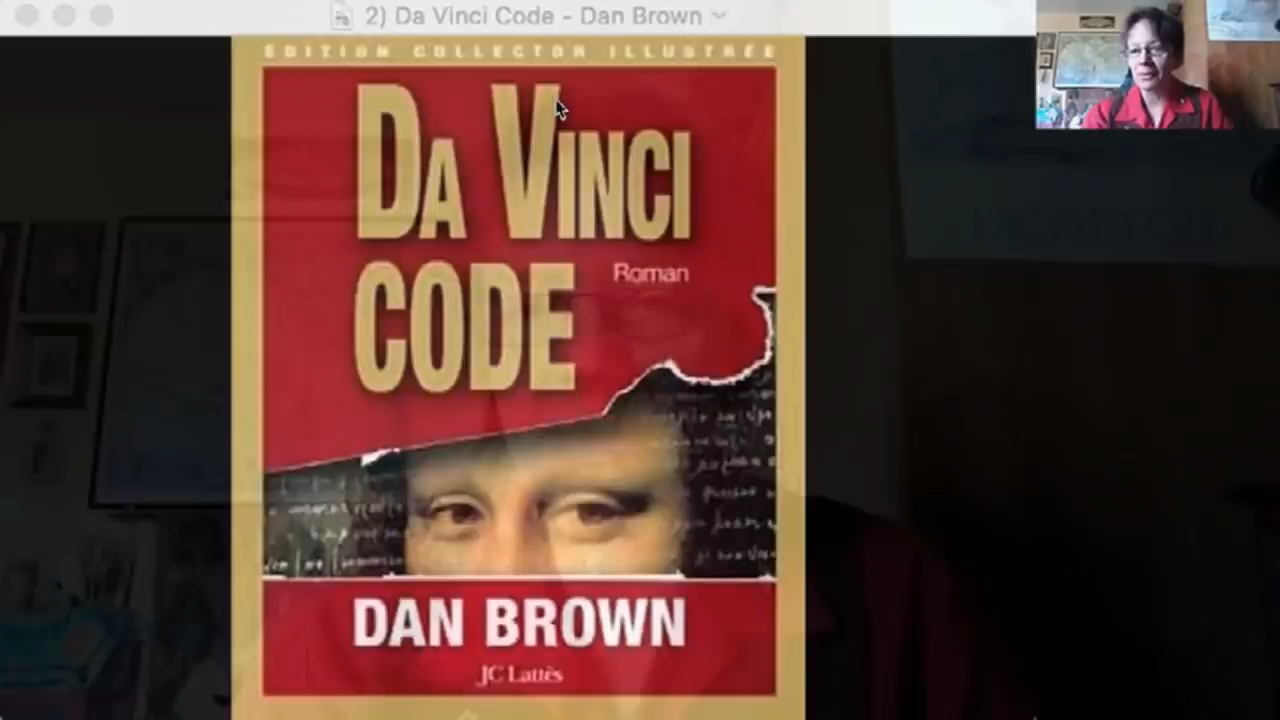 2) Da Vinci Code - Dan Brown
ÉDITION COLLECTOR ILLUSTRÉE
DA VINCI
CODE
Roman
DAN BROWN
JC Lattès